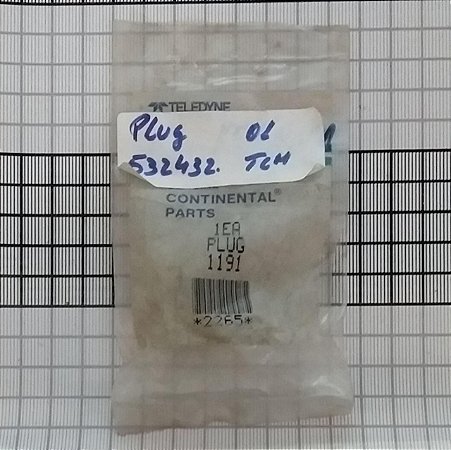 TELEDYNE
Plug 01
532432. TCM
CONTINENTAL®
PARTS
1EA
PLUG
1191
*2265*